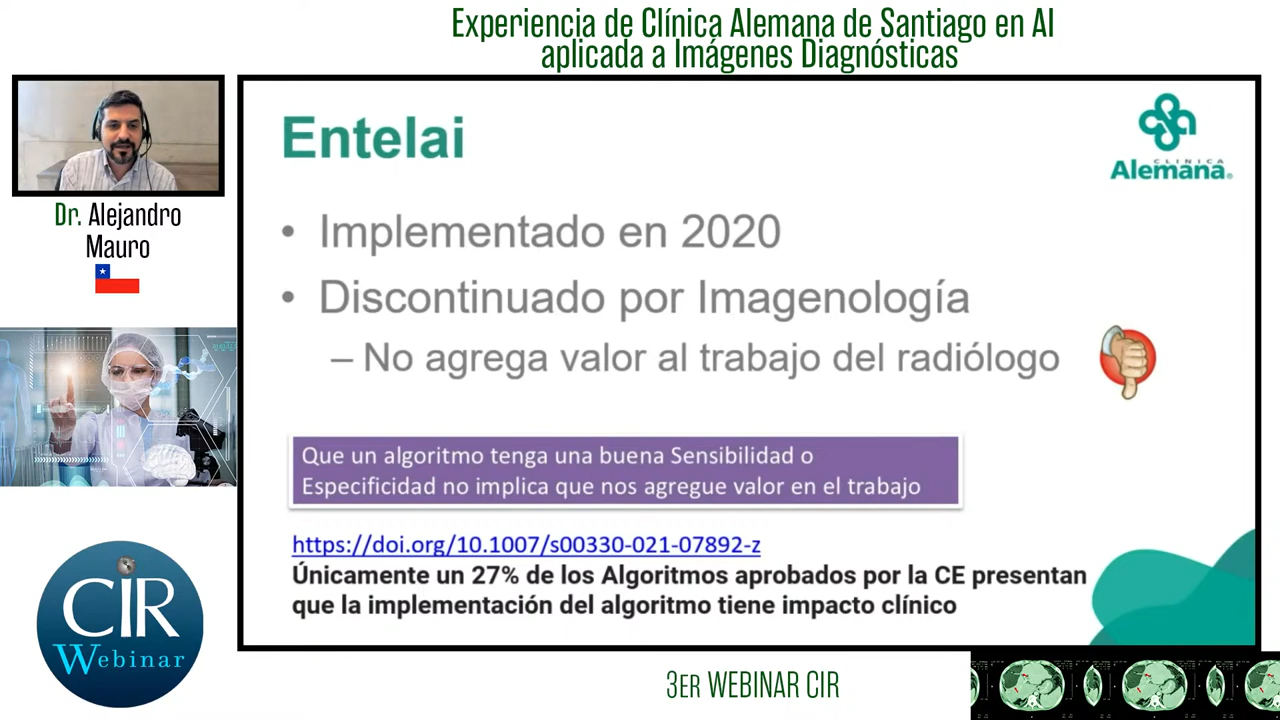 Experiencia de Clínica Alemana de Santiago en AI
aplicada a Imágenes Diagnósticas
Dr. Alejandro
Mauro
Entelai
CLINICA
Alemana®
• Implementado en 2020
• Discontinuado por Imagenología
– No agrega valor al trabajo del radiólogo
Que un algoritmo tenga una buena Sensibilidad o
Especificidad no implica que nos agregue valor en el trabajo
https://doi.org/10.1007/s00330-021-07892-z
Únicamente un 27% de los Algoritmos aprobados por la CE presentan
que la implementación del algoritmo tiene impacto clínico
CIR
Webinar
3ER WEBINAR CIR